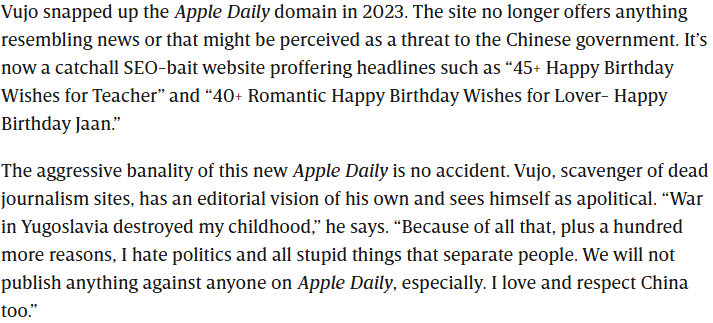 Vujo snapped up the Apple Daily domain in 2023. The site no longer offers anything
resembling news or that might be perceived as a threat to the Chinese government. It’s
now a catchall SEO-bait website proffering headlines such as “45+ Happy Birthday
Wishes for Teacher” and “40+ Romantic Happy Birthday Wishes for Lover– Happy
Birthday Jaan.”
The aggressive banality of this new Apple Daily is no accident. Vujo, scavenger of dead
journalism sites, has an editorial vision of his own and sees himself as apolitical. “War
in Yugoslavia destroyed my childhood,” he says. “Because of all that, plus a hundred
more reasons, I hate politics and all stupid things that separate people. We will not
publish anything against anyone on Apple Daily, especially. I love and respect China
too.”